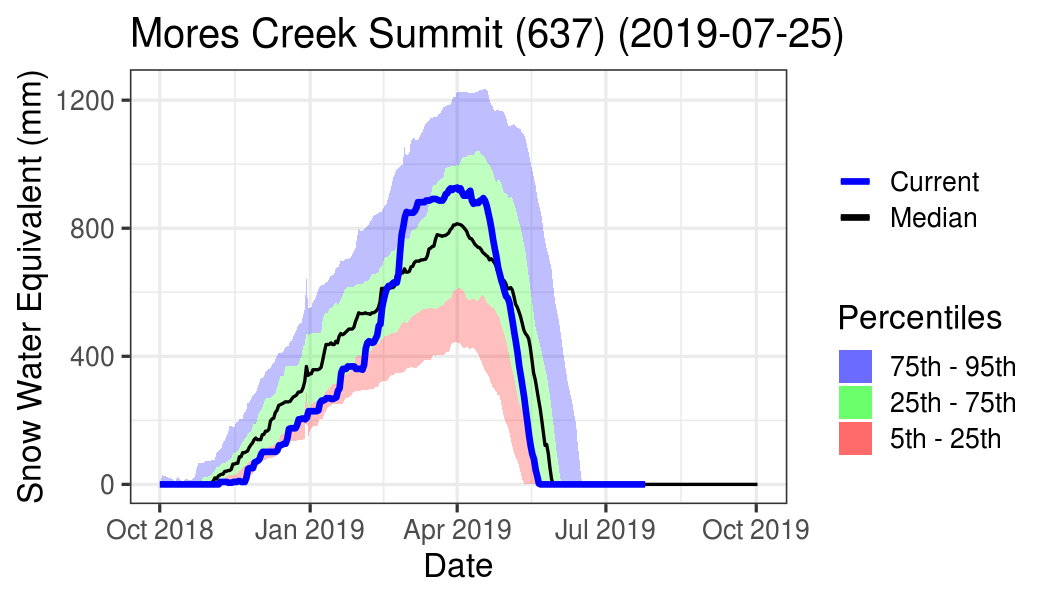 Mores Creek Summit (637) (2019-07-25)
Snow Water Equivalent (mm)
1200
800
400
0
Oct 2018 Jan 2019 Apr 2019 Jul 2019 Oct 2019
Date
Current
Median
Percentiles
75th - 95th
25th - 75th
5th - 25th